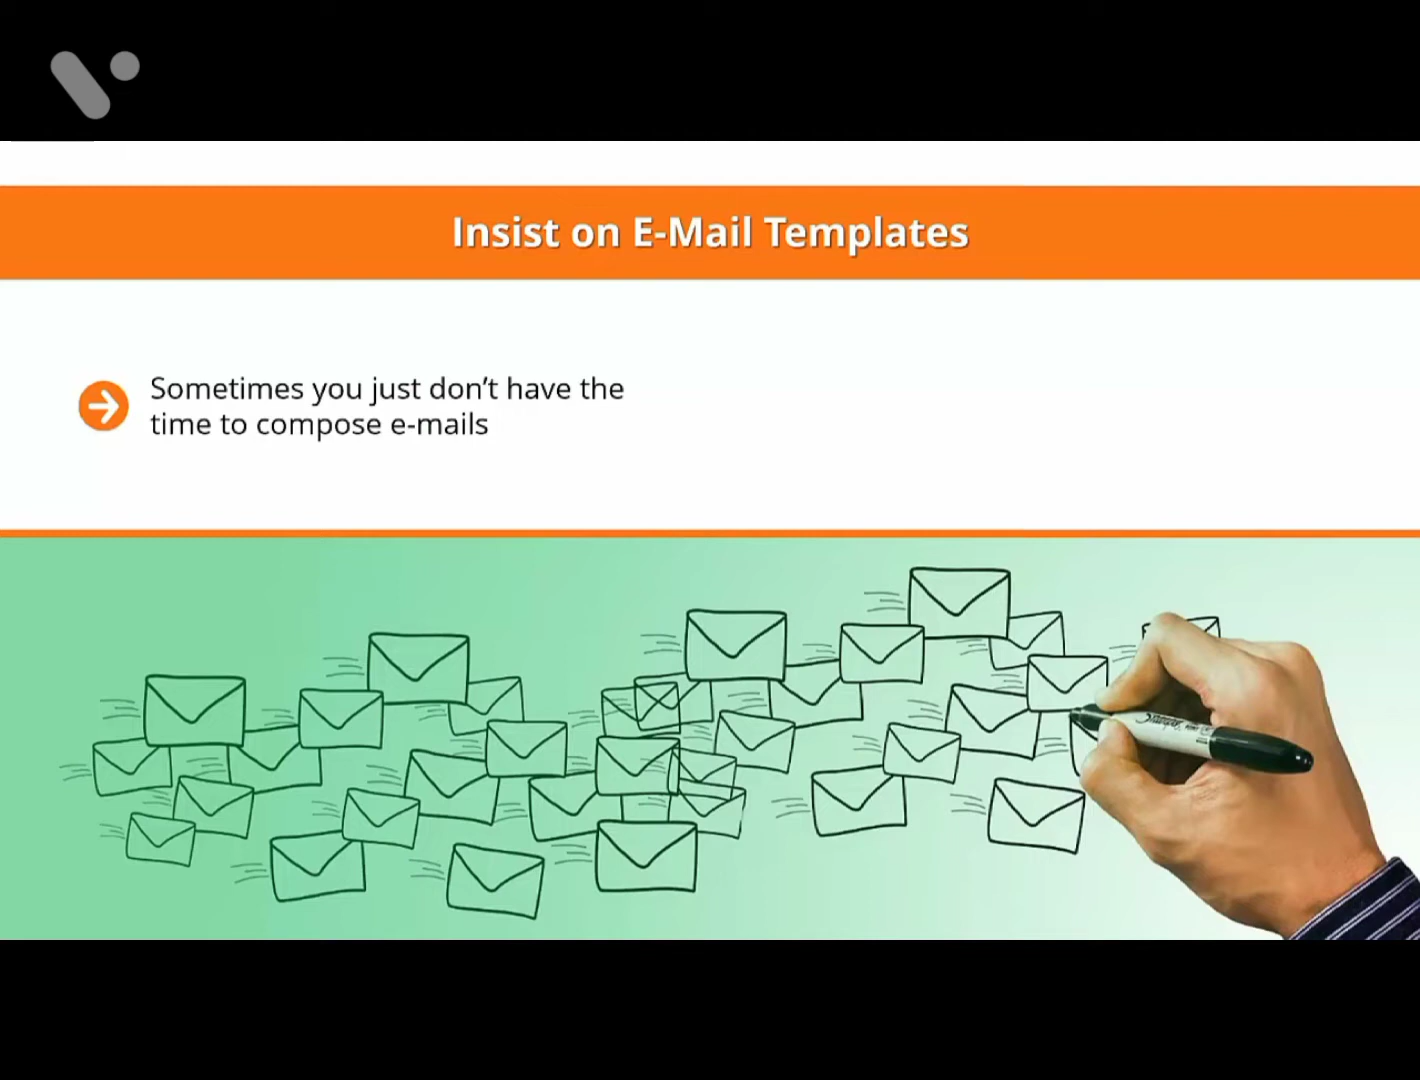 Insist on E-Mail Templates
Sometimes you just don’t have the
time to compose e-mails